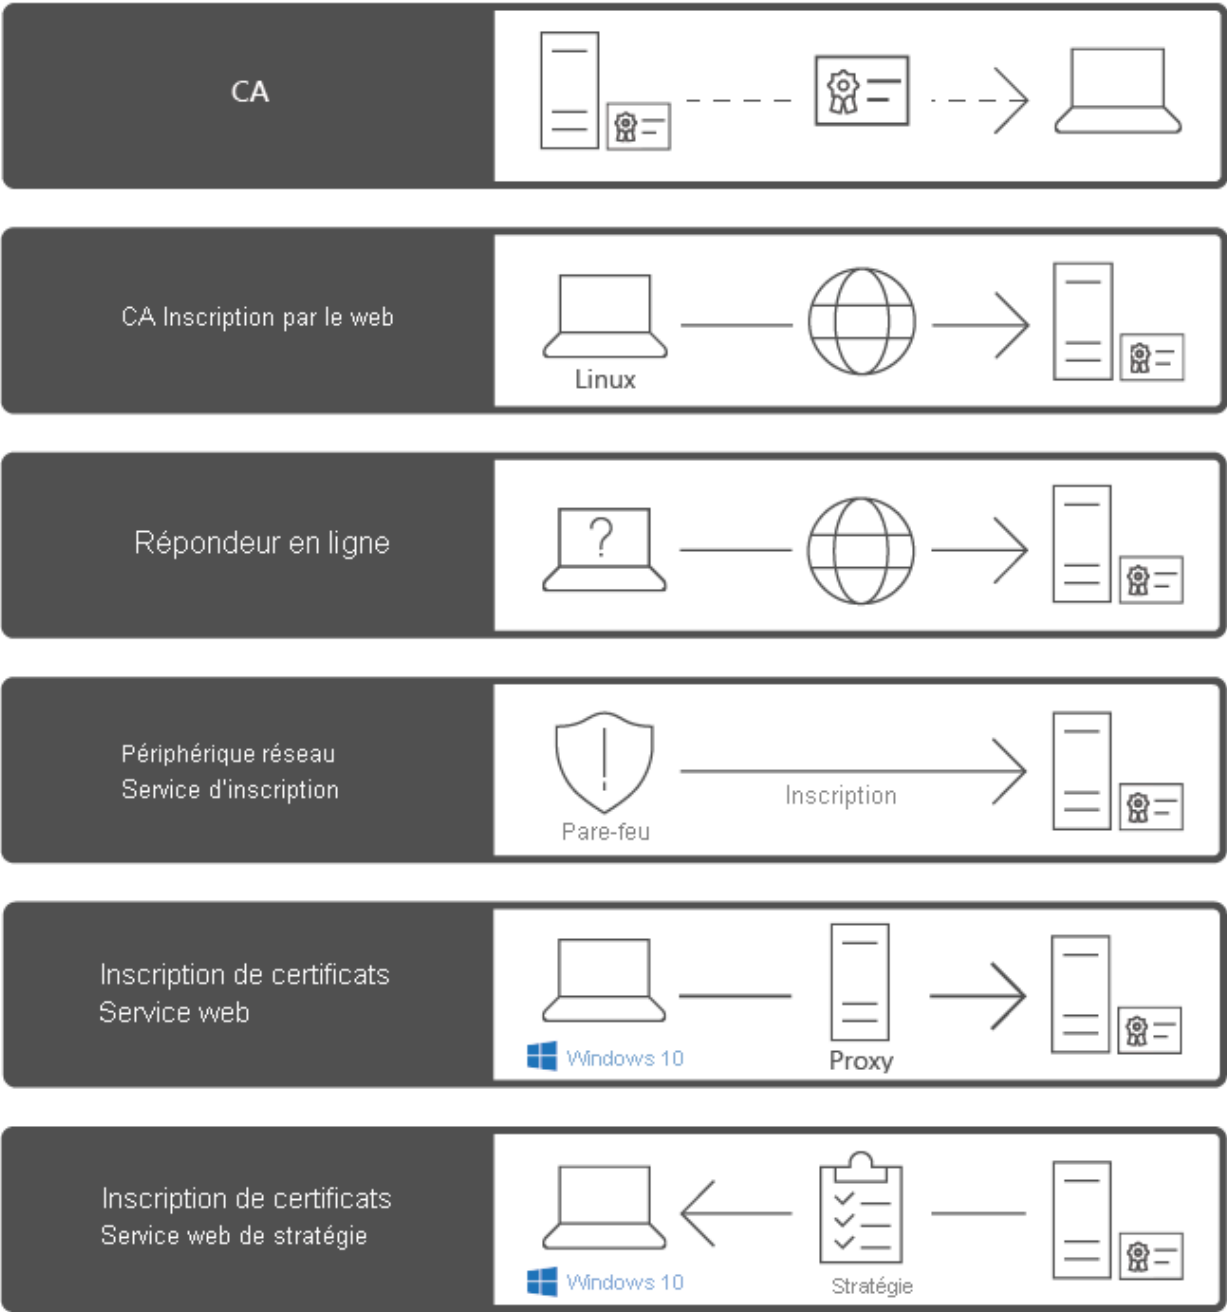 CA
CA Inscription par le web
Linux
Répondeur en ligne
?
Périphérique réseau
Service d'inscription
Pare-feu
Inscription
Inscription de certificats
Service web
Windows 10
Proxy
Inscription de certificats
Service web de stratégie
Windows 10
Stratégie